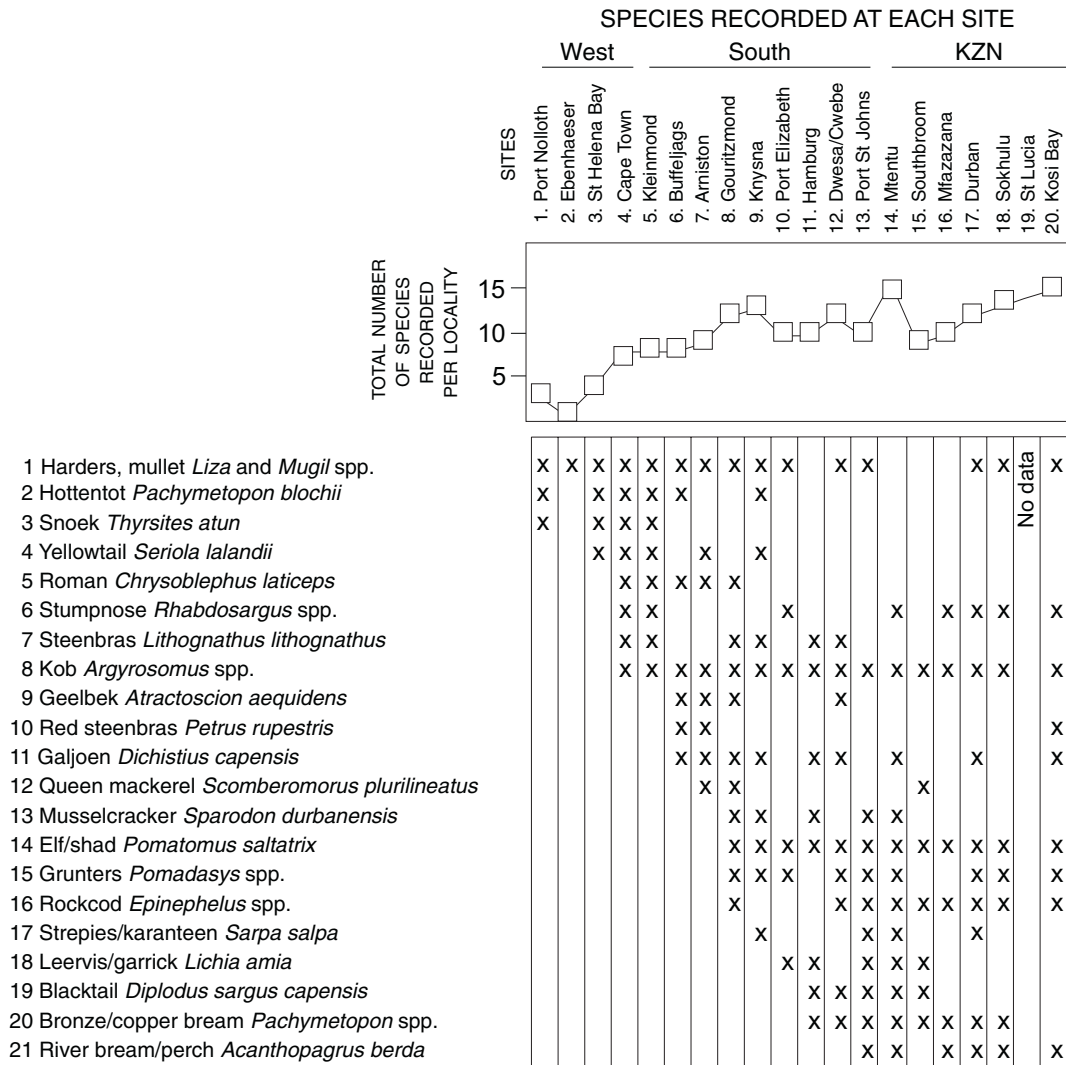 SPECIES RECORDED AT EACH SITE
West South KZN
SITES
1. Port Nolloth
2. Ebenhaeser
3. St Helena Bay
4. Cape Town
5. Kleinmond
6. Buffeljags
7. Arniston
8. Gouritzmond
9. Knysna
10. Port Elizabeth
11. Hamburg
12. Dwesa/Cwebe
13. Port St Johns
14. Mtentu
15. Southbroom
16. Mfazazana
17. Durban
18. Sokhulu
19. St Lucia
20. Kosi Bay
TOTAL NUMBER
OF SPECIES
RECORDED
PER LOCALITY
15
10
5
1 Harders, mullet Liza and Mugil spp. x x x x x x x x x x x x x x x
2 Hottentot Pachymetopon blochii x x x x x x
3 Snoek Thyrsites atun x x x x
4 Yellowtail Seriola lalandii x x x x x
5 Roman Chrysoblephus laticeps x x x x x
6 Stumpnose Rhabdosargus spp. x x x x x x x x
7 Steenbras Lithognathus lithognathus x x x x x x
8 Kob Argyrosomus spp. x x x x x x x x x x x x x x x x
9 Geelbek Atractoscion aequidens x x x x
10 Red steenbras Petrus rupestris x x x
11 Galjoen Dichistius capensis x x x x x x x x x
12 Queen mackerel Scomberomorus plurilineatus x x x
13 Musselcracker Sparodon durbanensis x x x x x
14 Elf/shad Pomatomus saltatrix x x x x x x x x x x x x
15 Grunters Pomadasys spp. x x x x x x x x x
16 Rockcod Epinephelus spp. x x x x x x x x x
17 Strepies/karanteen Sarpa salpa x x x x
18 Leervis/garrick Lichia amia x x x x x
19 Blacktail Diplodus sargus capensis x x x x x
20 Bronze/copper bream Pachymetopon spp. x x x x x x x x
21 River bream/perch Acanthopagrus berda x x x x x x
No data